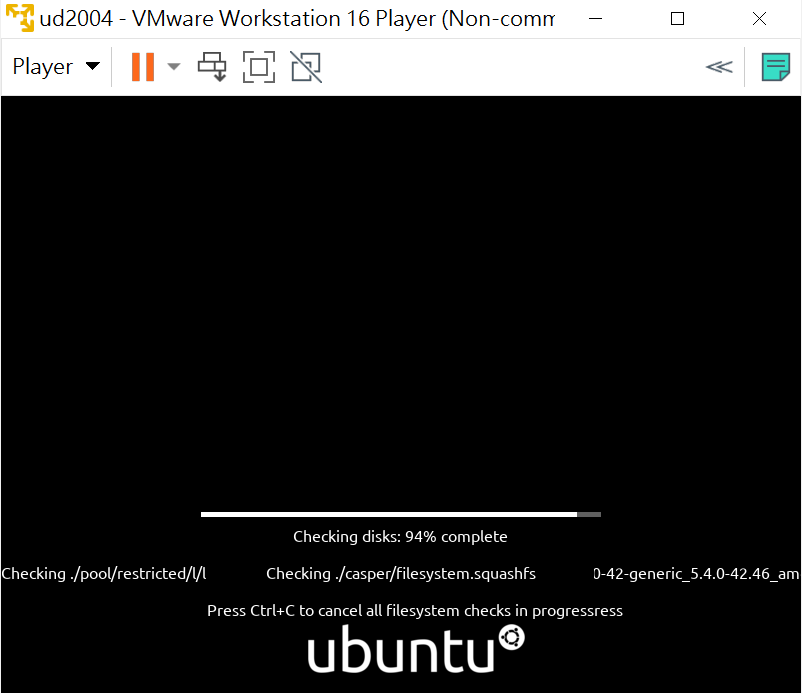 ud2004 - VMware Workstation 16 Player (Non-comm
Player
Checking disks: 94% complete
Checking ./pool/restricted/l/l Checking ./casper/filesystem.squashfs 0-42-generic_5.4.0-42.46_am
Press Ctrl+C to cancel all filesystem checks in progressress
ubuntu